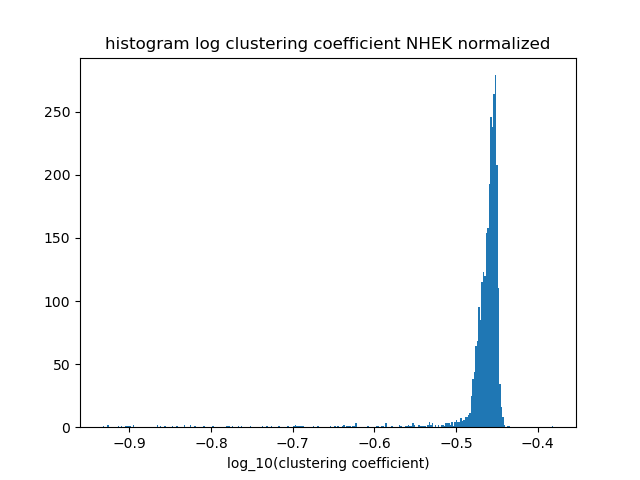 histogram log clustering coefficient NHEK normalized
250
200
150
100
50
0
−0.9 −0.8 −0.7 −0.6 −0.5 −0.4
log_10(clustering coefficient)